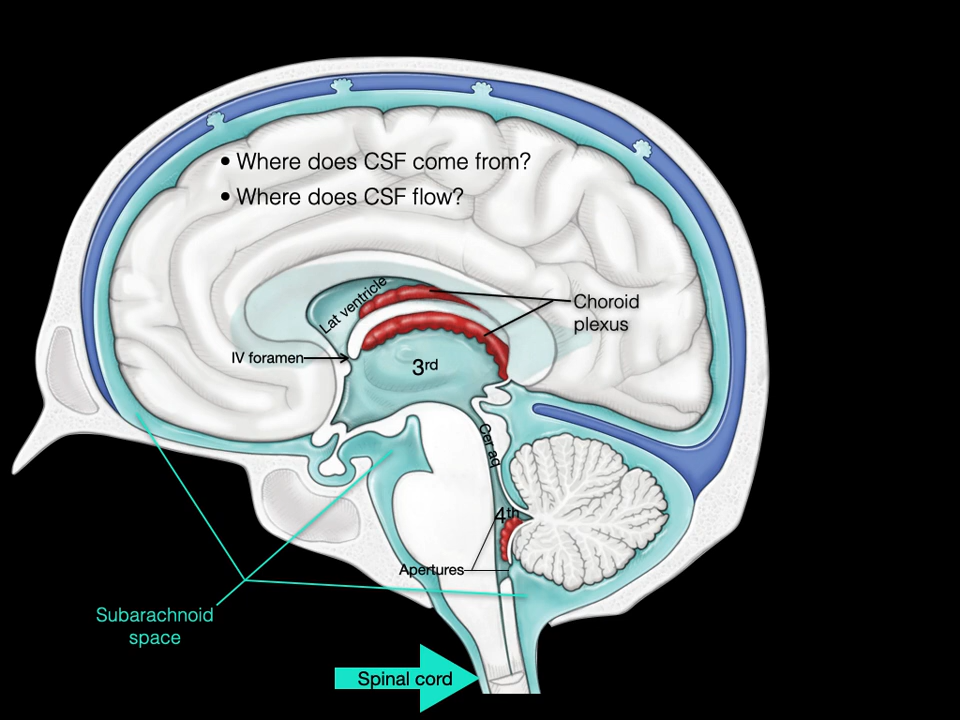 • Where does CSF come from?
• Where does CSF flow?
Lat ventricle
Choroid
plexus
IV foramen
3rd
Cer aq
4th
Apertures
Subarachnoid
space
Spinal cord